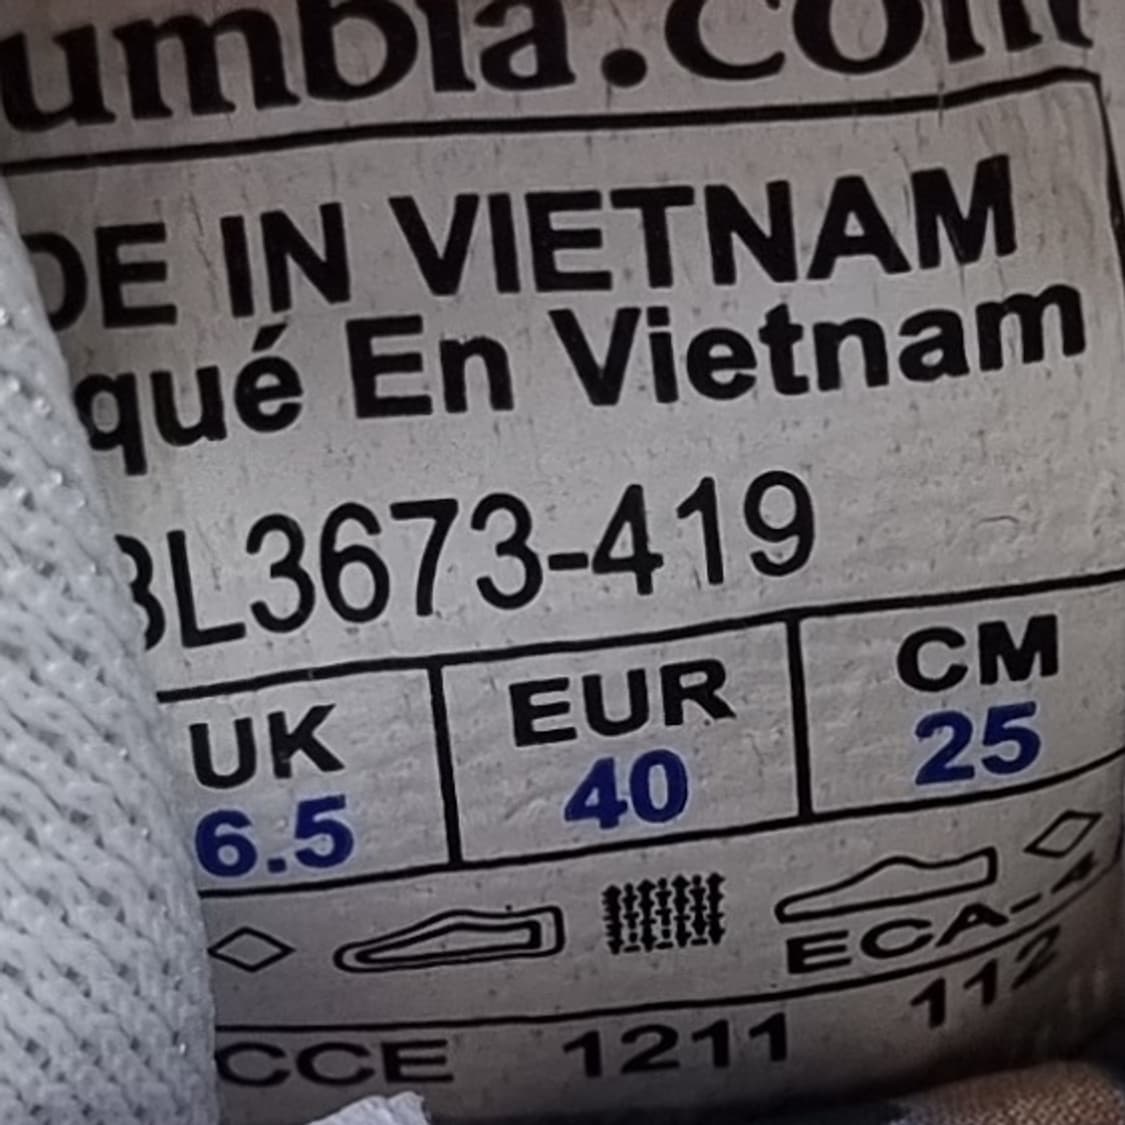 umbia.com
DE IN VIETNAM
qué En Vietnam
BL3673-419
UK EUR CM
6.5 40 25
ECA-4
CCE 1211 112